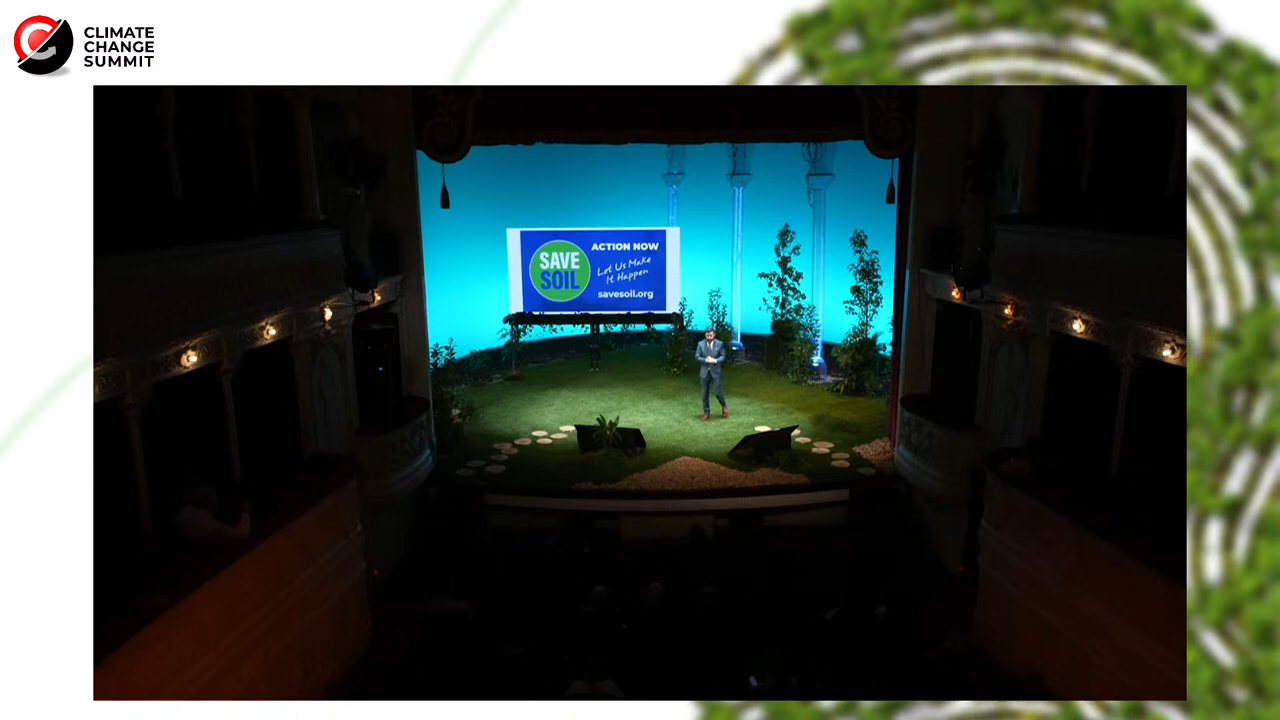 CLIMATE
CHANGE
SUMMIT
SAVE
SOIL
ACTION NOW
Let Us Make
It Happen
savesoil.org